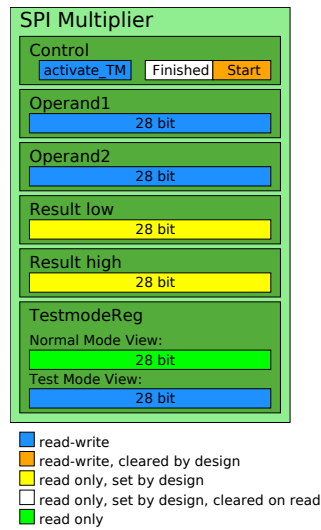 SPI Multiplier
Control
activate_TM Finished Start
Operand1
28 bit
Operand2
28 bit
Result low
28 bit
Result high
28 bit
TestmodeReg
Normal Mode View:
28 bit
Test Mode View:
28 bit
read-write
read-write, cleared by design
read only, set by design
read only, set by design, cleared on read
read only